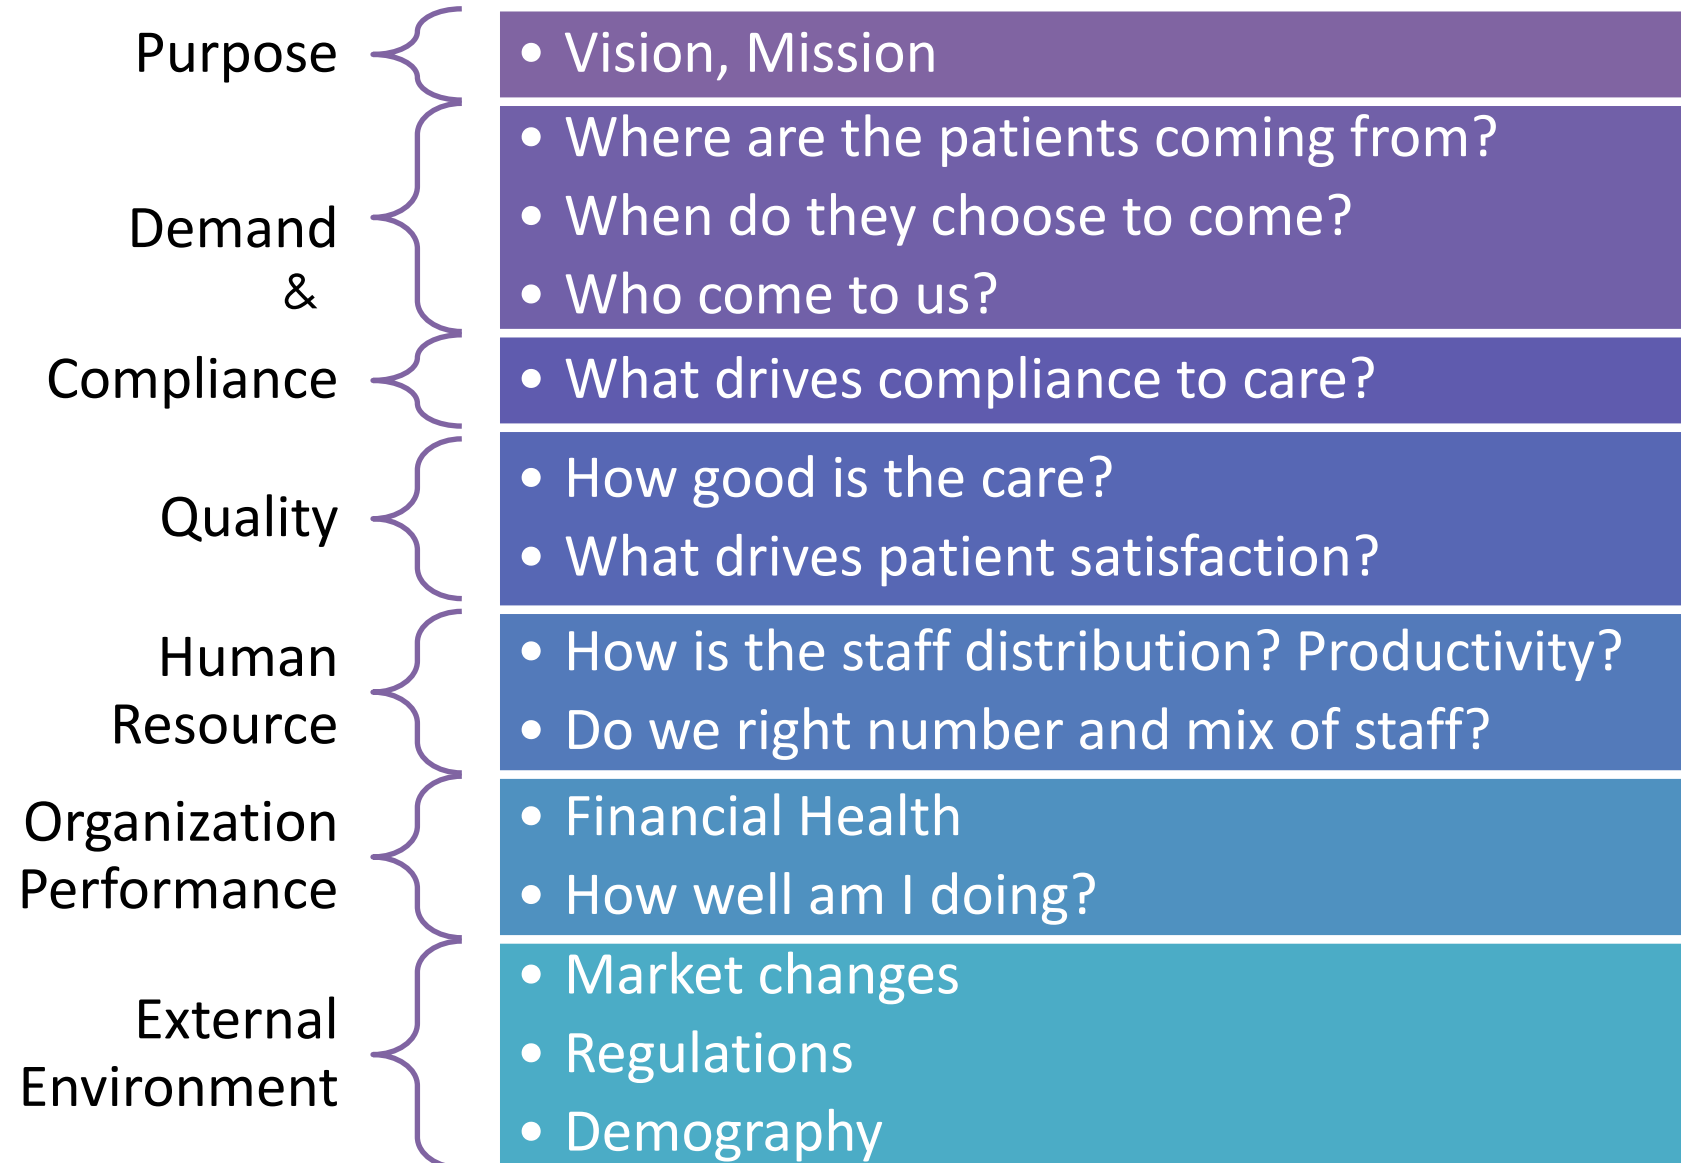 Purpose
• Vision, Mission
Demand
&
• Where are the patients coming from?
• When do they choose to come?
• Who come to us?
Compliance
• What drives compliance to care?
Quality
• How good is the care?
• What drives patient satisfaction?
Human
Resource
• How is the staff distribution? Productivity?
• Do we right number and mix of staff?
Organization
Performance
• Financial Health
• How well am I doing?
External
Environment
• Market changes
• Regulations
• Demography